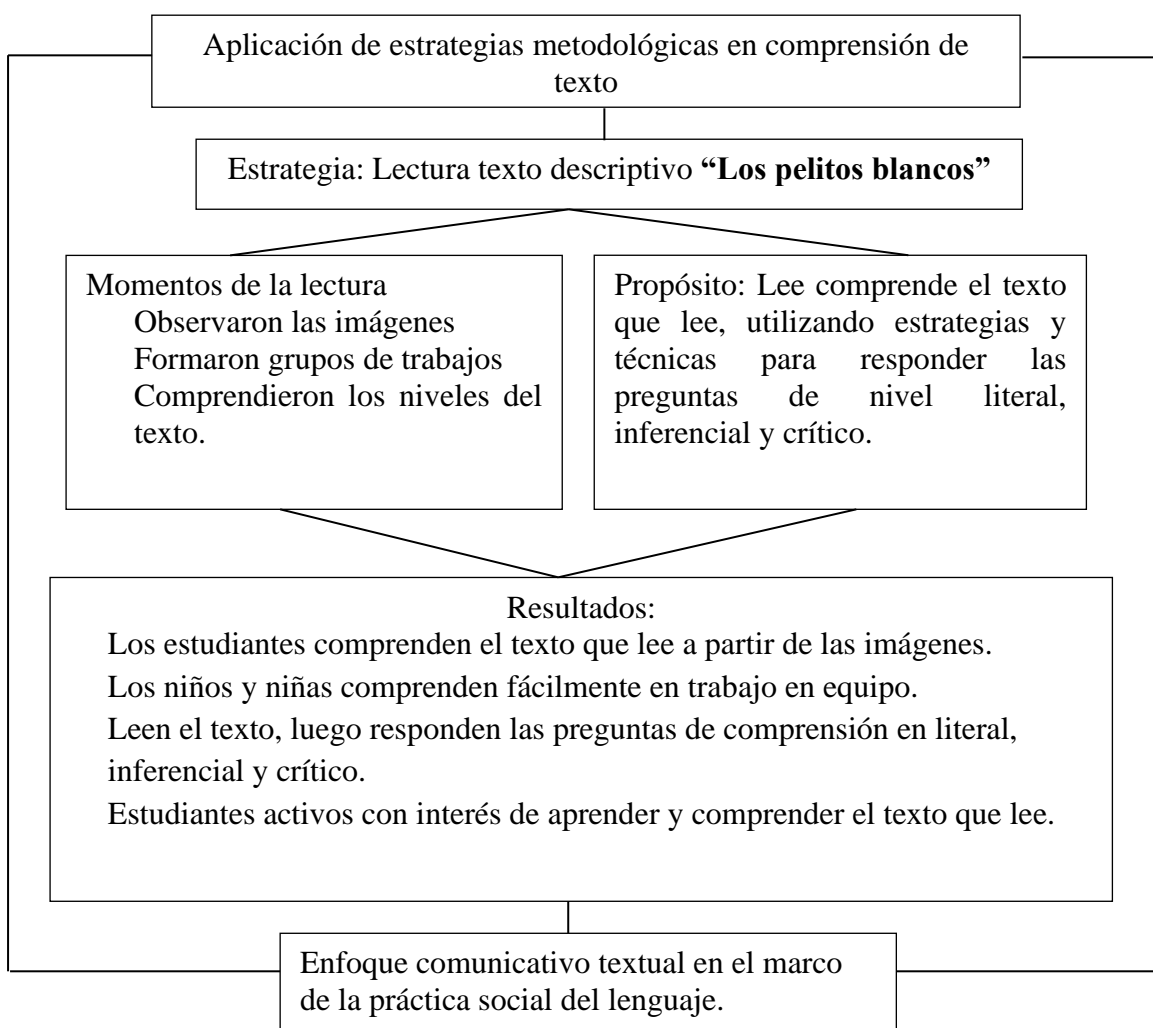 Aplicación de estrategias metodológicas en comprensión de
texto
Estrategia: Lectura texto descriptivo “Los pelitos blancos”
Momentos de la lectura
Observaron las imágenes
Formaron grupos de trabajos
Comprendieron los niveles del
texto.
Propósito: Lee comprende el texto
que lee, utilizando estrategias y
técnicas para responder las
preguntas de nivel literal,
inferencial y crítico.
Resultados:
Los estudiantes comprenden el texto que lee a partir de las imágenes.
Los niños y niñas comprenden fácilmente en trabajo en equipo.
Leen el texto, luego responden las preguntas de comprensión en literal,
inferencial y crítico.
Estudiantes activos con interés de aprender y comprender el texto que lee.
Enfoque comunicativo textual en el marco
de la práctica social del lenguaje.